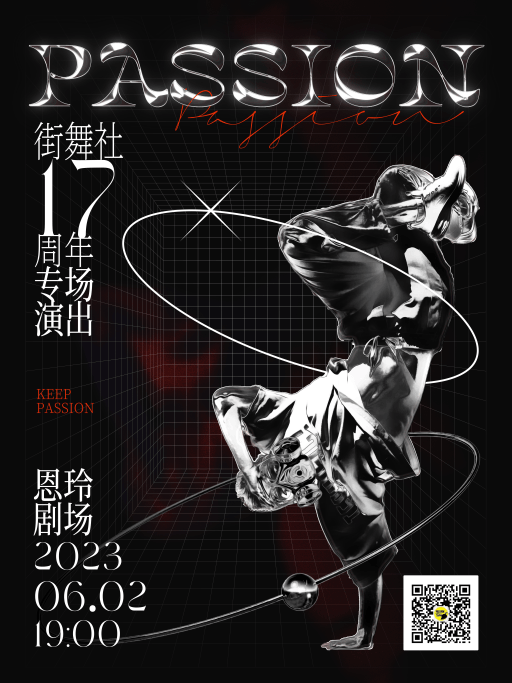 PASSION
Passion
街舞社
17
周年
专场
演出
KEEP
PASSION
恩玲
剧场
2023
06.02
19:00